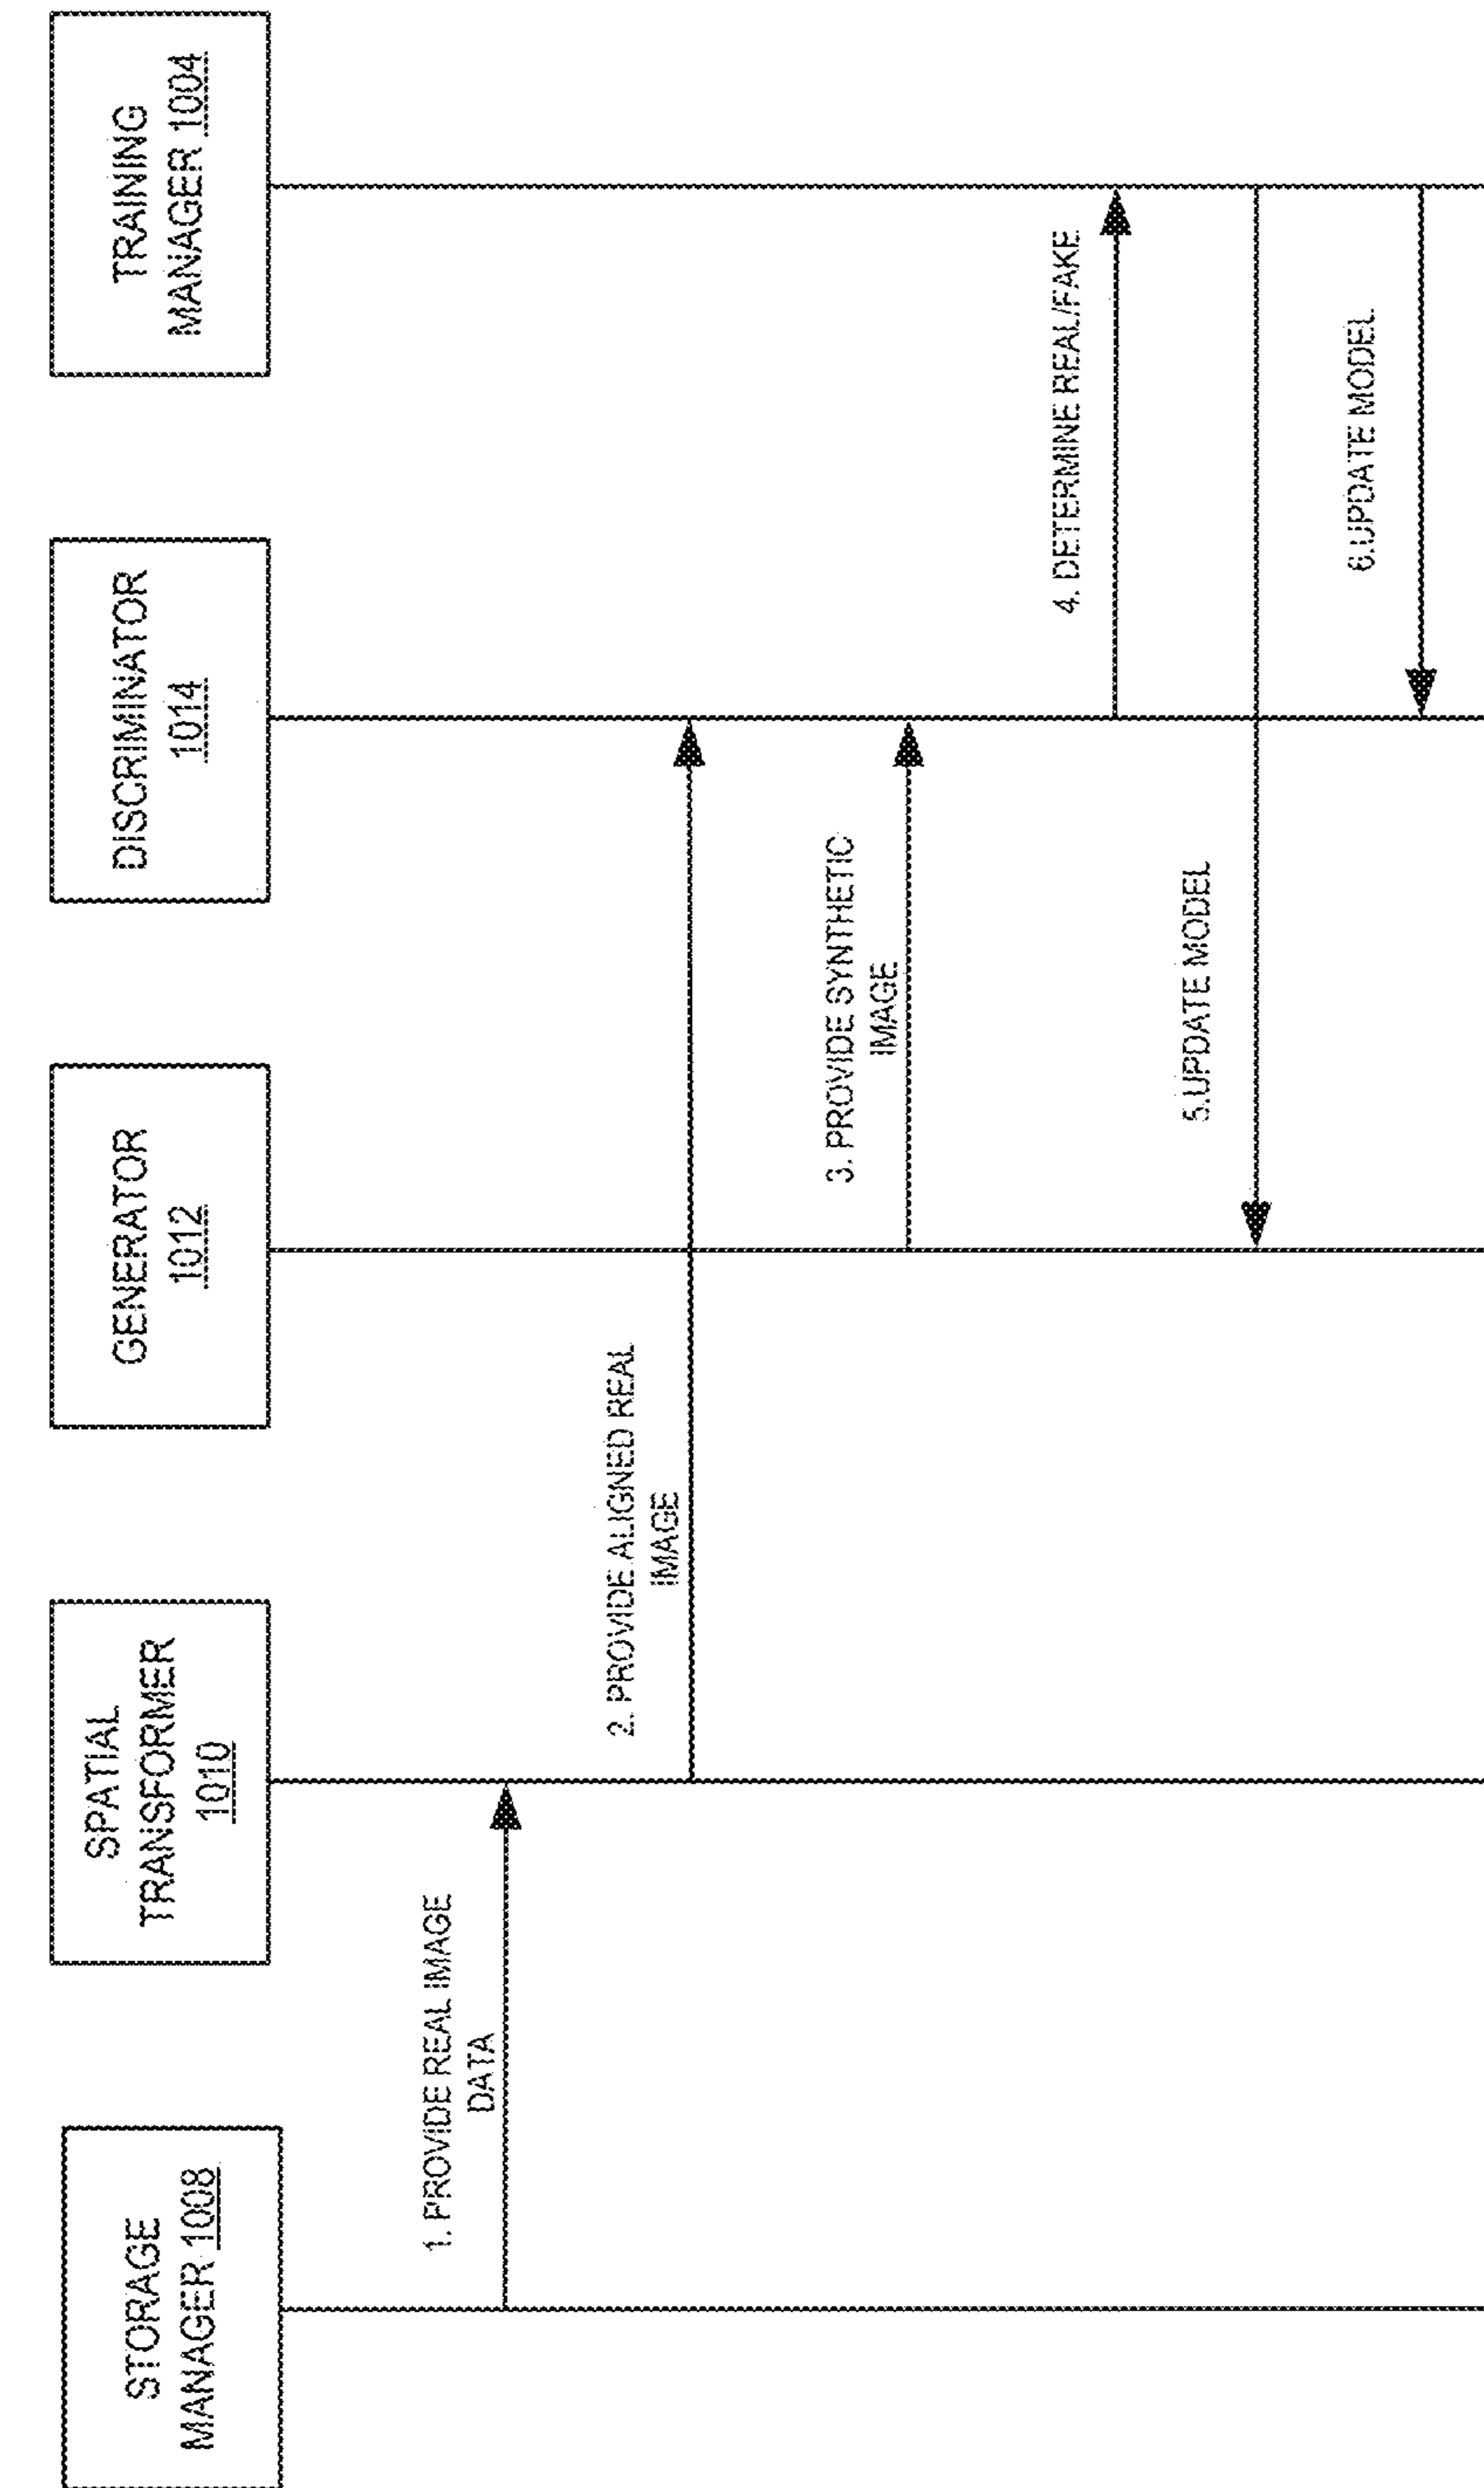 STORAGE
MANAGER 1008
SPATIAL
TRANSFORMER
1010
GENERATOR
1012
DISCRIMINATOR
1014
TRAINING
MANAGER 1004
1. PROVIDE REAL IMAGE
DATA
2. PROVIDE ALIGNED REAL
IMAGE
3. PROVIDE SYNTHETIC
IMAGE
4. DETERMINE REAL/FAKE
5.UPDATE MODEL
6.UPDATE MODEL